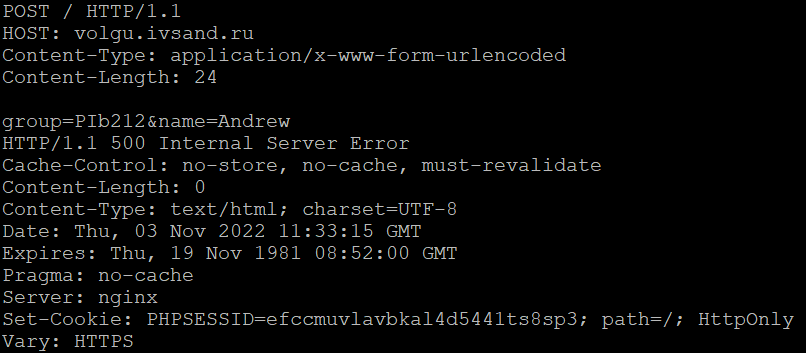 POST / HTTP/1.1
HOST: volgu.ivsand.ru
Content-Type: application/x-www-form-urlencoded
Content-Length: 24

group=PIb212&name=Andrew
HTTP/1.1 500 Internal Server Error
Cache-Control: no-store, no-cache, must-revalidate
Content-Length: 0
Content-Type: text/html; charset=UTF-8
Date: Thu, 03 Nov 2022 11:33:15 GMT
Expires: Thu, 19 Nov 1981 08:52:00 GMT
Pragma: no-cache
Server: nginx
Set-Cookie: PHPSESSID=efccmuvlavbkal4d5441ts8sp3; path=/; HttpOnly
Vary: HTTPS